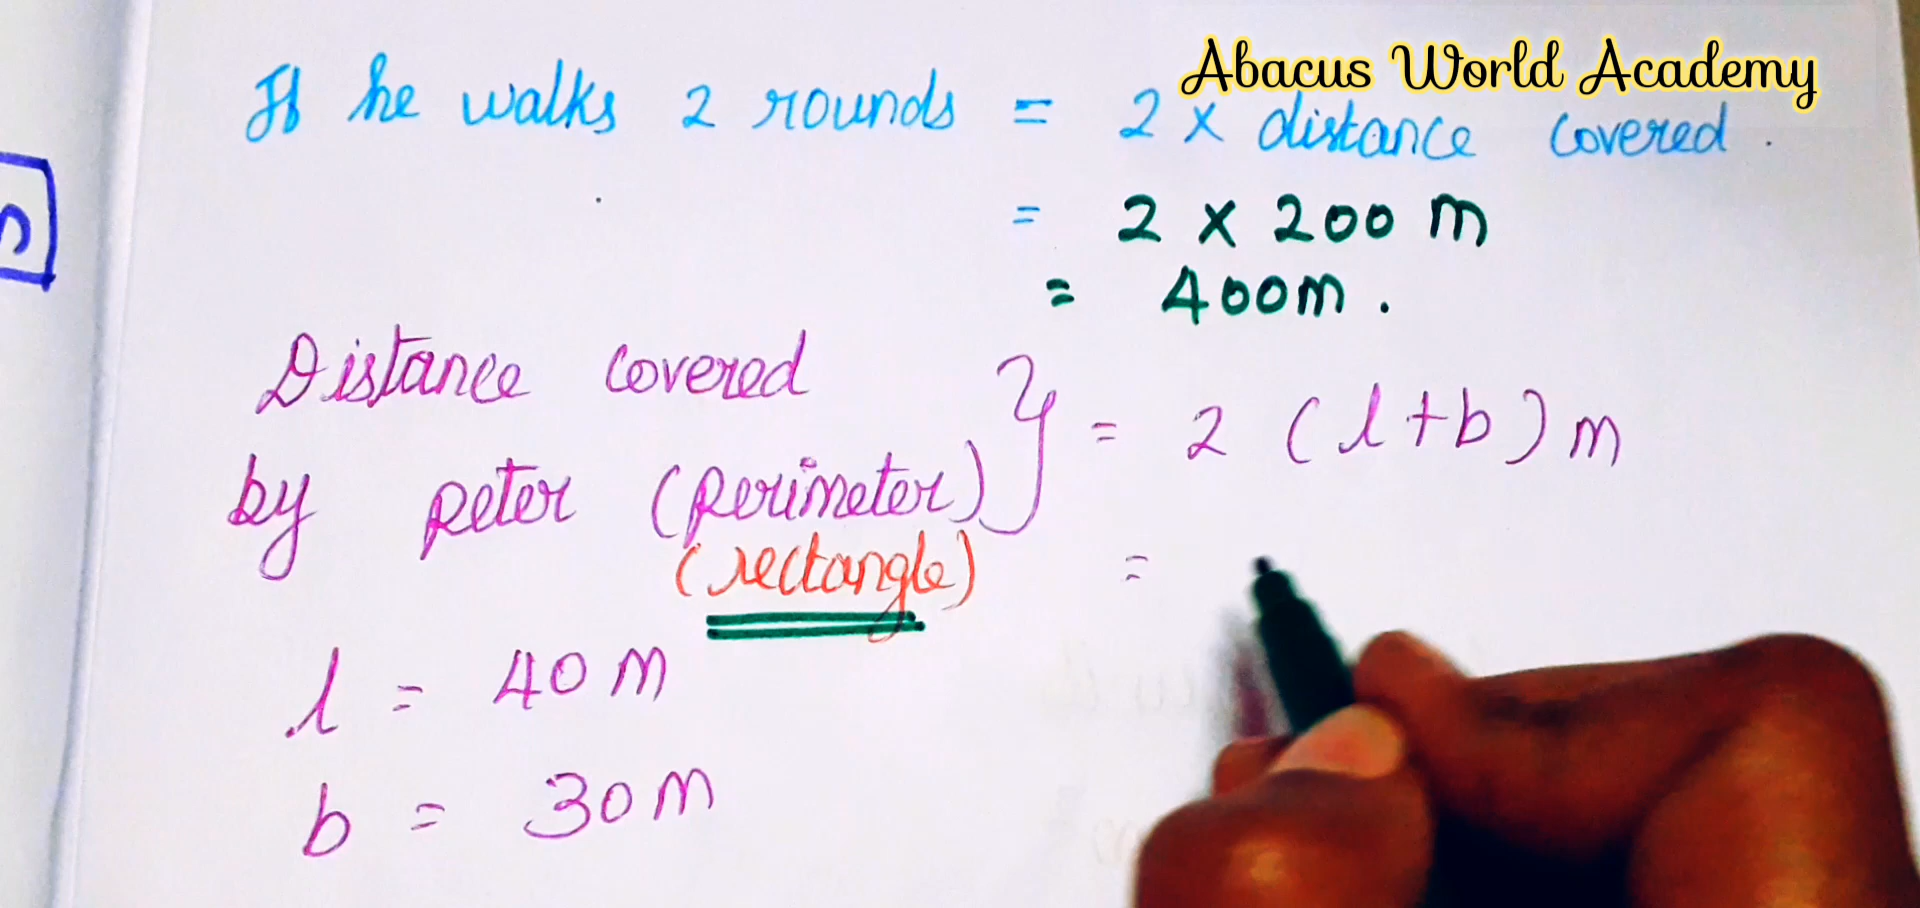 Abacus World Academy
If he walks 2 rounds = 2 × distance covered.
= 2 × 200 m
= 400m.
Distance covered
by peter (perimeter) } = 2 (l+b) m
(rectangle) =
l = 40 m
b = 30 m